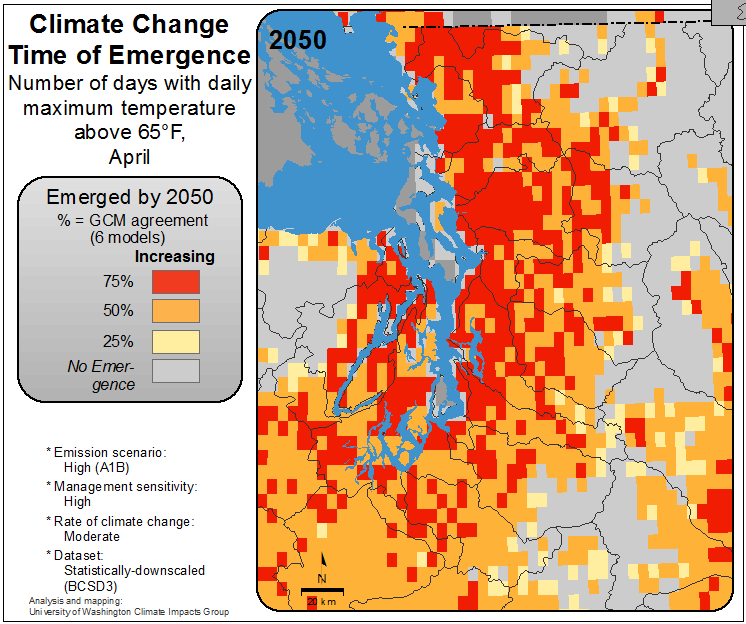 Climate Change
Time of Emergence
Number of days with daily
maximum temperature
above 65°F,
April
Emerged by 2050
% = GCM agreement
(6 models)
Increasing
75%
50%
25%
No Emer-
gence
* Emission scenario:
High (A1B)
* Management sensitivity:
High
* Rate of climate change:
Moderate
* Dataset:
Statistically-downscaled
(BCSD3)
Analysis and mapping:
University of Washington Climate Impacts Group
2050
N
20 km